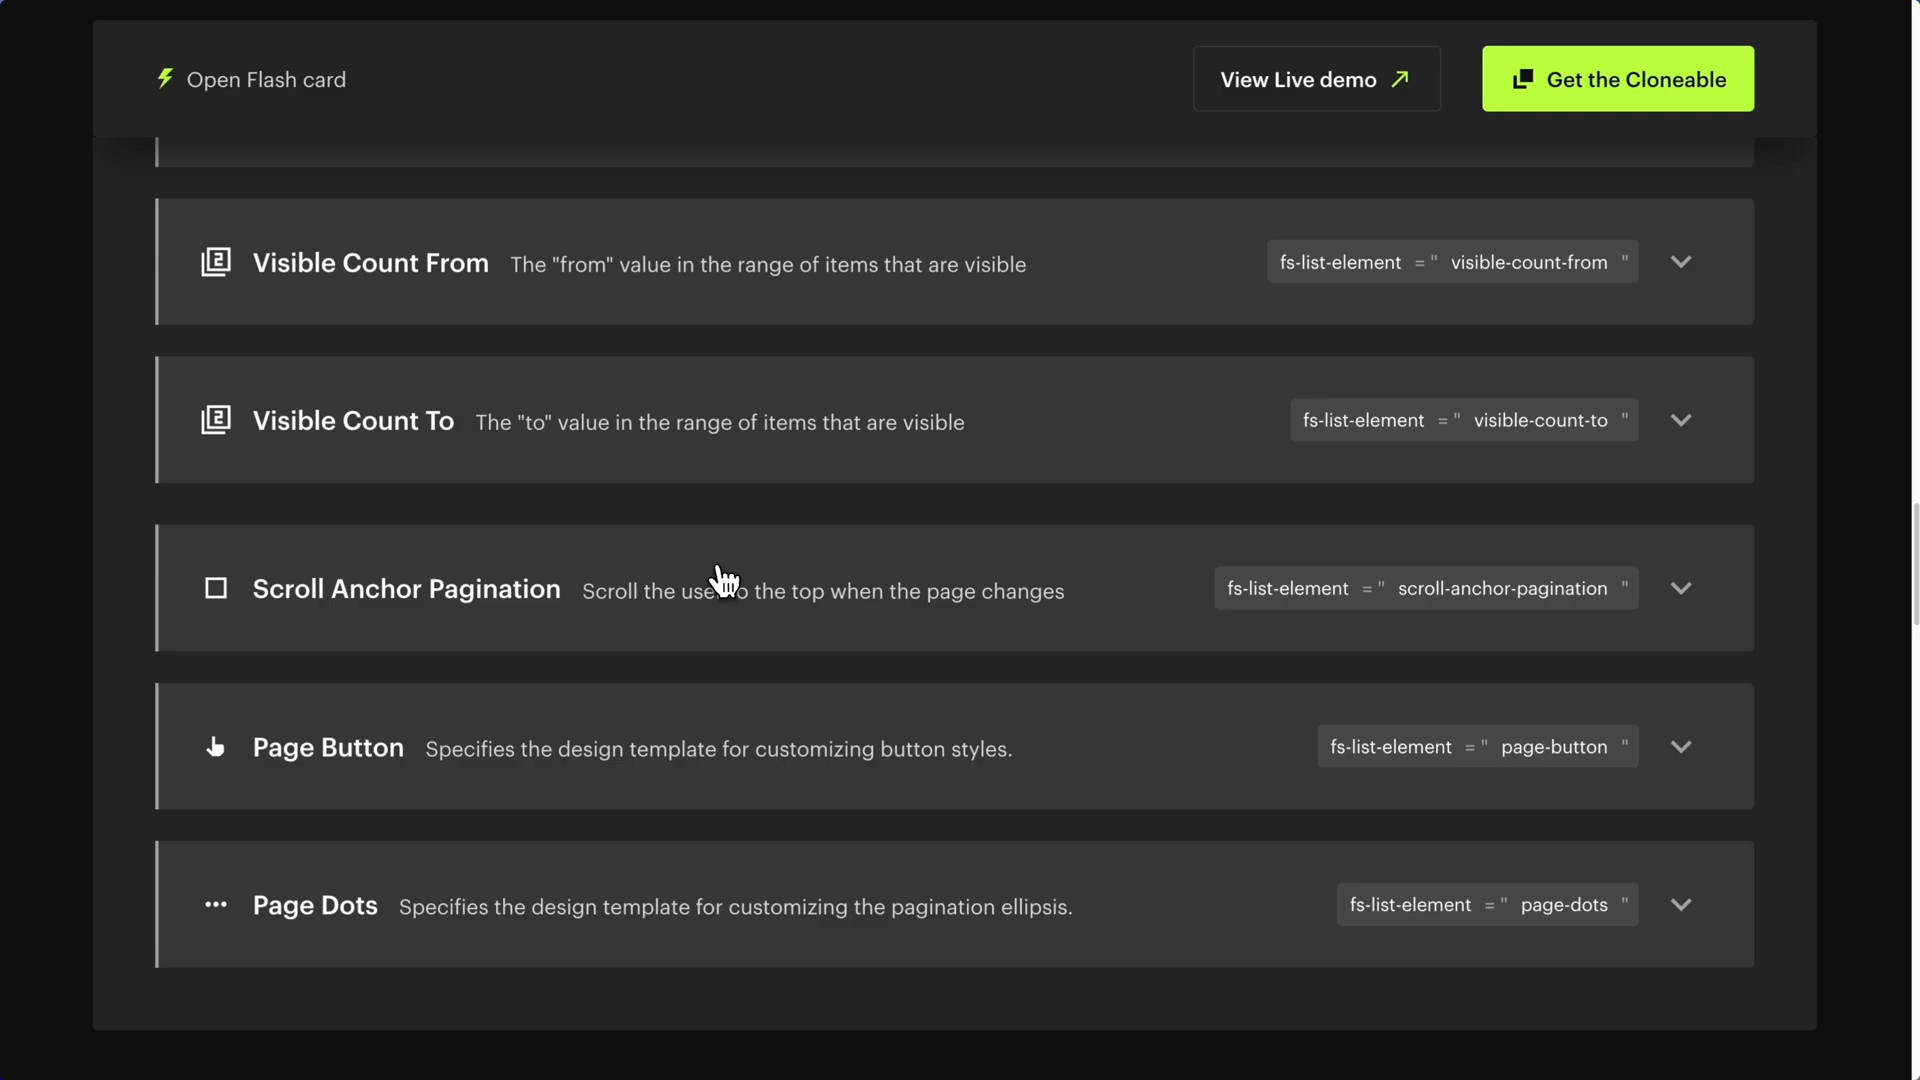 Open Flash card
View Live demo
Get the Cloneable
Visible Count From The "from" value in the range of items that are visible fs-list-element = " visible-count-from "
Visible Count To The "to" value in the range of items that are visible fs-list-element = " visible-count-to "
Scroll Anchor Pagination Scroll the use o the top when the page changes fs-list-element = " scroll-anchor-pagination "
Page Button Specifies the design template for customizing button styles. fs-list-element = " page-button "
Page Dots Specifies the design template for customizing the pagination ellipsis. fs-list-element = " page-dots "